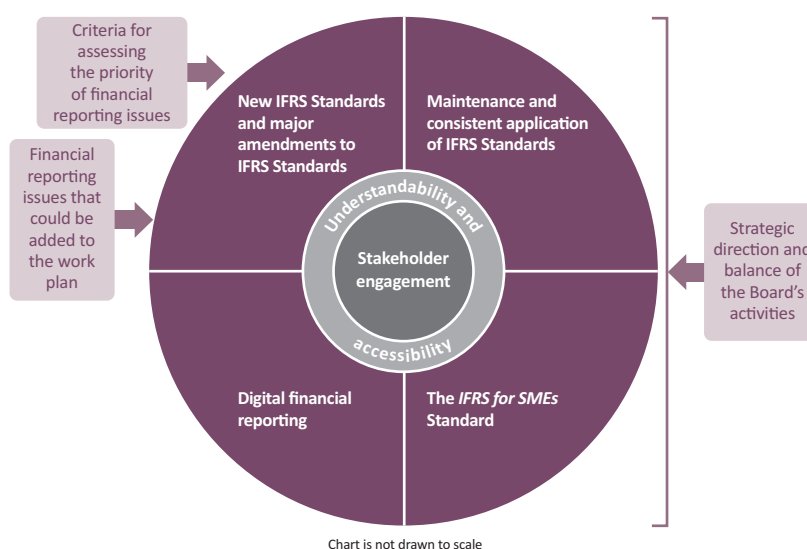 Criteria for
assessing
the priority
of financial
reporting issues
Financial
reporting
issues that
could be
added to
the work
plan
New IFRS Standards
and major
amendments to
IFRS Standards
Maintenance and
consistent application
of IFRS Standards
Understandability and
accessibility
Stakeholder
engagement
Digital financial
reporting
The IFRS for SMEs
Standard
Strategic
direction and
balance of
the Board’s
activities
Chart is not drawn to scale